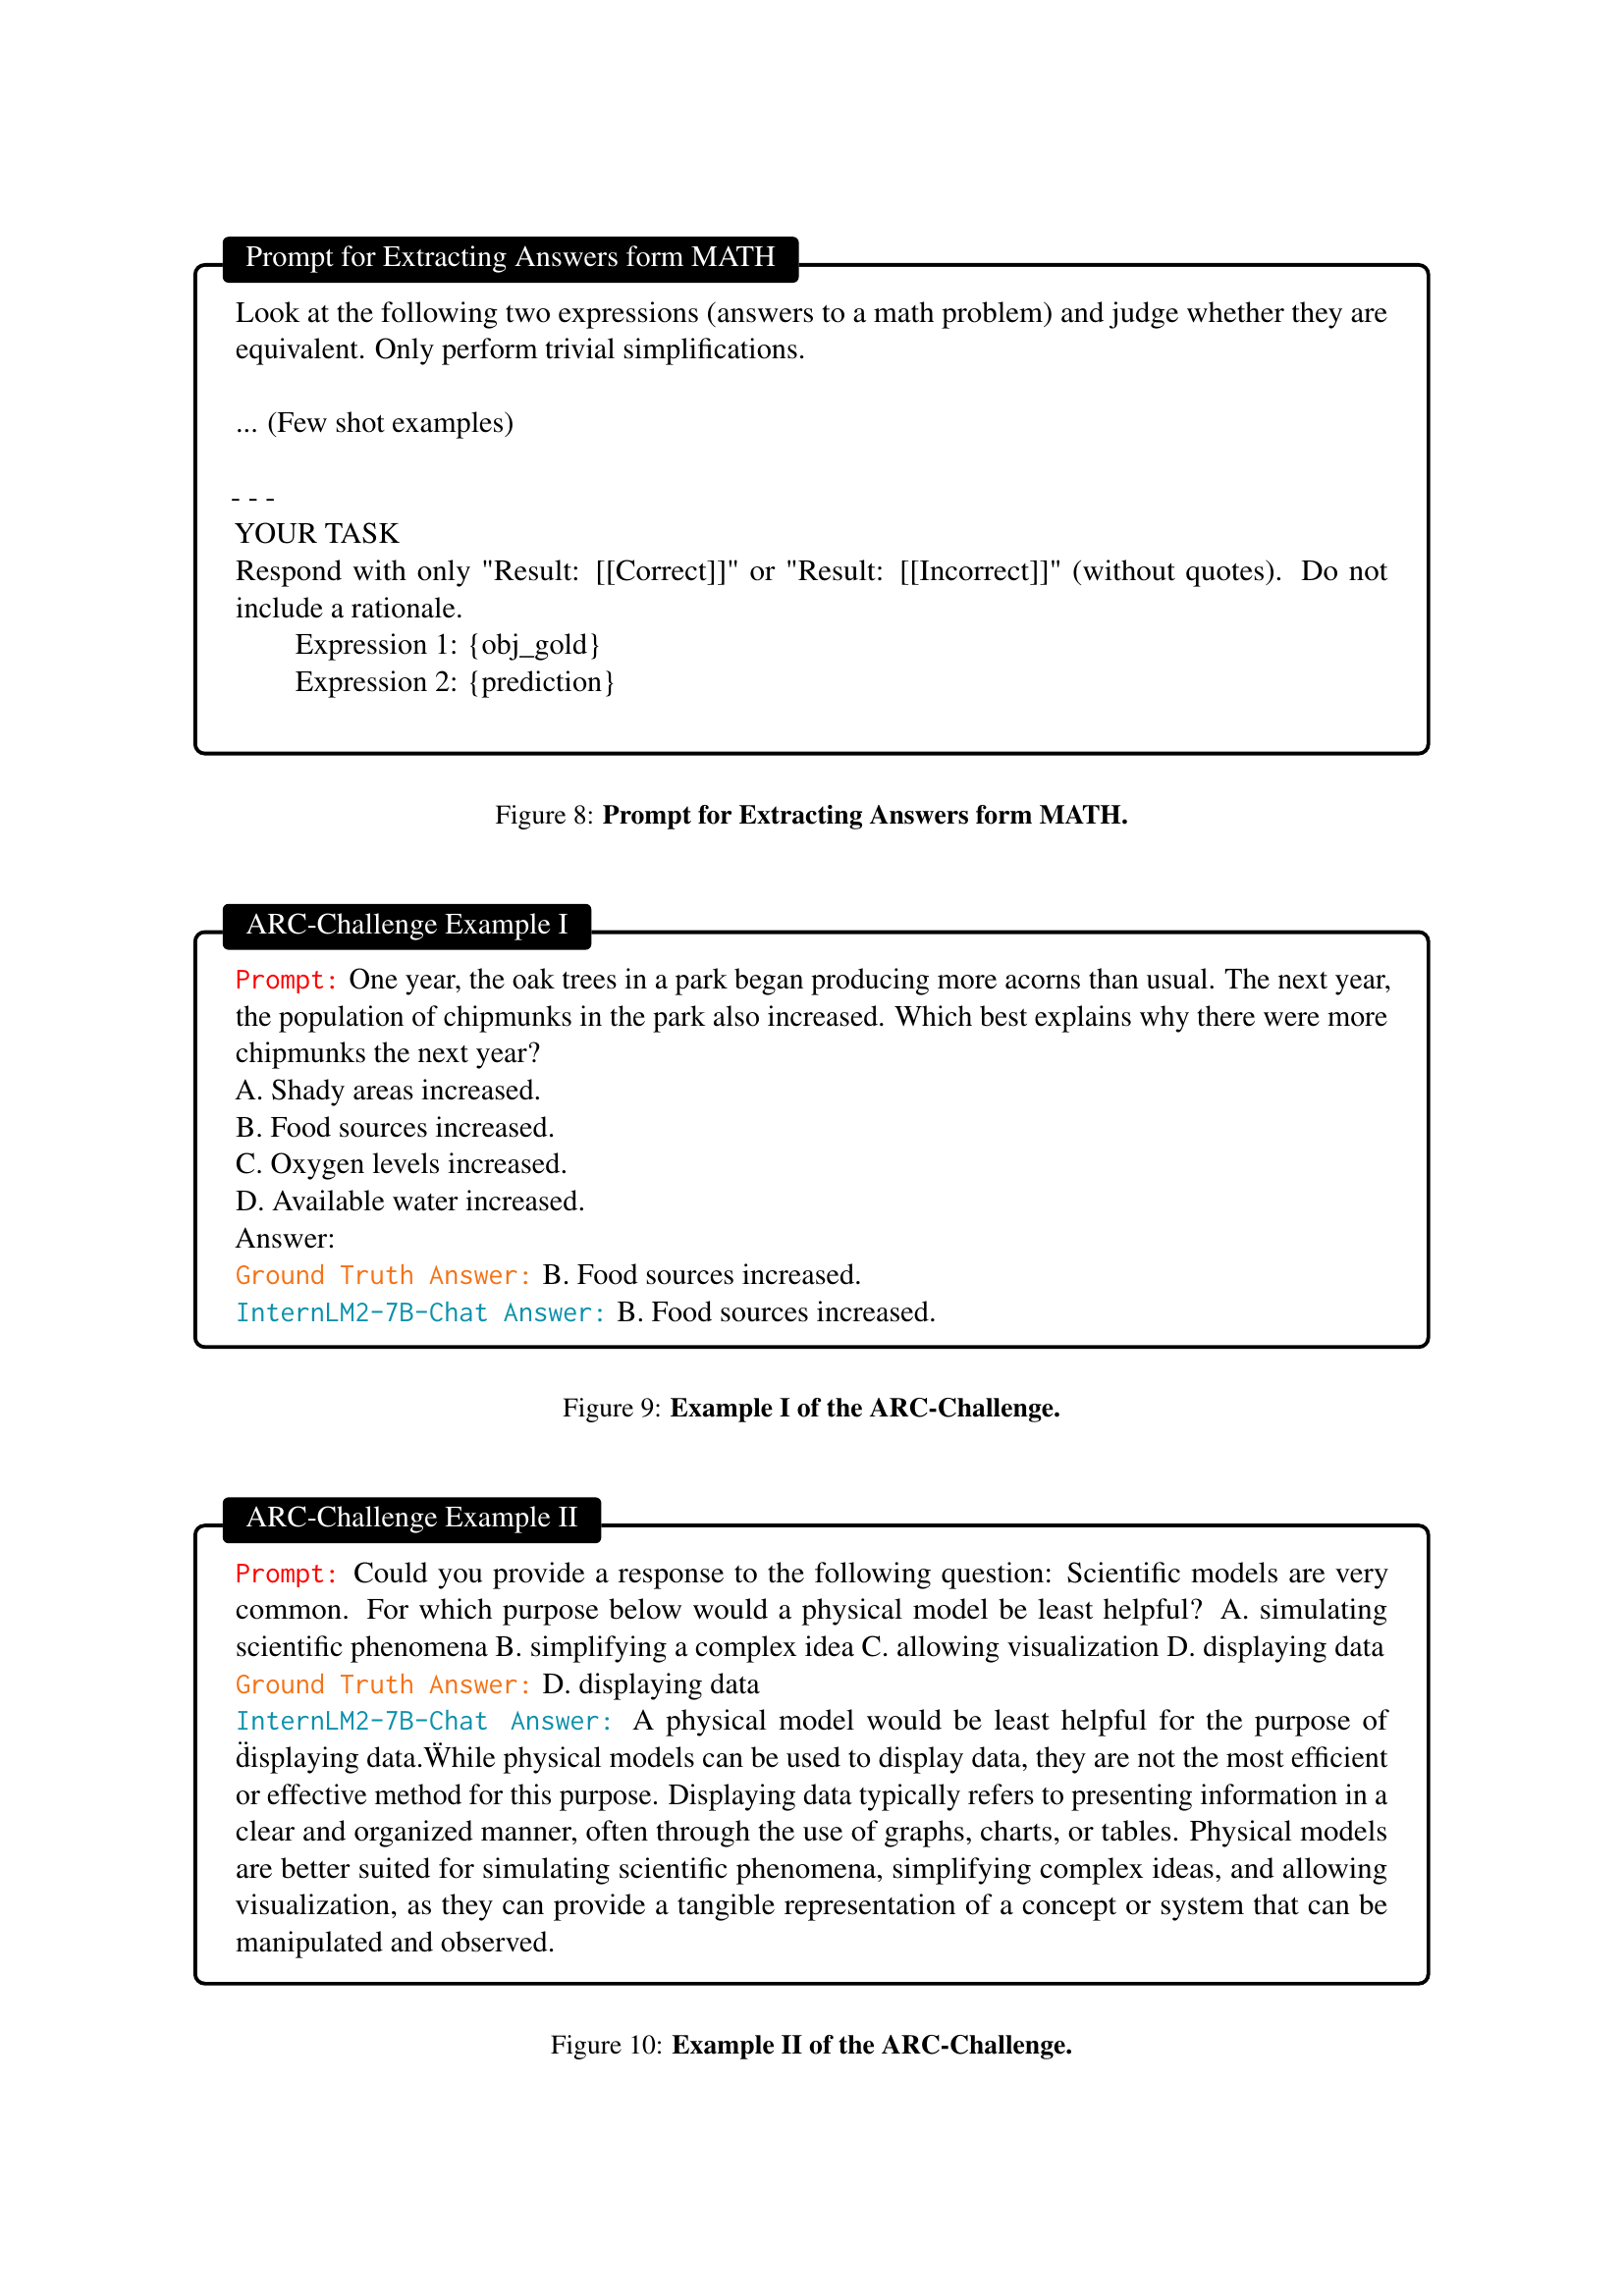 Prompt for Extracting Answers form MATH
Look at the following two expressions (answers to a math problem) and judge whether they are
equivalent. Only perform trivial simplifications.
... (Few shot examples)
- - -
YOUR TASK
Respond with only "Result: [[Correct]]" or "Result: [[Incorrect]]" (without quotes). Do not
include a rationale.
Expression 1: {obj_gold}
Expression 2: {prediction}
Figure 8: Prompt for Extracting Answers form MATH.
ARC-Challenge Example I
Prompt: One year, the oak trees in a park began producing more acorns than usual. The next year,
the population of chipmunks in the park also increased. Which best explains why there were more
chipmunks the next year?
A. Shady areas increased.
B. Food sources increased.
C. Oxygen levels increased.
D. Available water increased.
Answer:
Ground Truth Answer: B. Food sources increased.
InternLM2-7B-Chat Answer: B. Food sources increased.
Figure 9: Example I of the ARC-Challenge.
ARC-Challenge Example II
Prompt: Could you provide a response to the following question: Scientific models are very
common. For which purpose below would a physical model be least helpful? A. simulating
scientific phenomena B. simplifying a complex idea C. allowing visualization D. displaying data
Ground Truth Answer: D. displaying data
InternLM2-7B-Chat Answer: A physical model would be least helpful for the purpose of
d̈isplaying data.Ẅhile physical models can be used to display data, they are not the most efficient
or effective method for this purpose. Displaying data typically refers to presenting information in a
clear and organized manner, often through the use of graphs, charts, or tables. Physical models
are better suited for simulating scientific phenomena, simplifying complex ideas, and allowing
visualization, as they can provide a tangible representation of a concept or system that can be
manipulated and observed.
Figure 10: Example II of the ARC-Challenge.